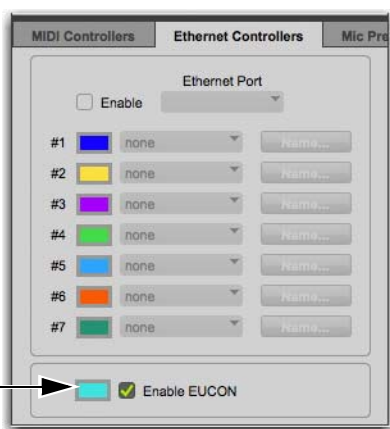 MIDI Controllers Ethernet Controllers Mic Pre
Ethernet Port
Enable
#1 none Name...
#2 none Name...
#3 none Name...
#4 none Name...
#5 none Name...
#6 none Name...
#7 none Name...
Enable EUCON